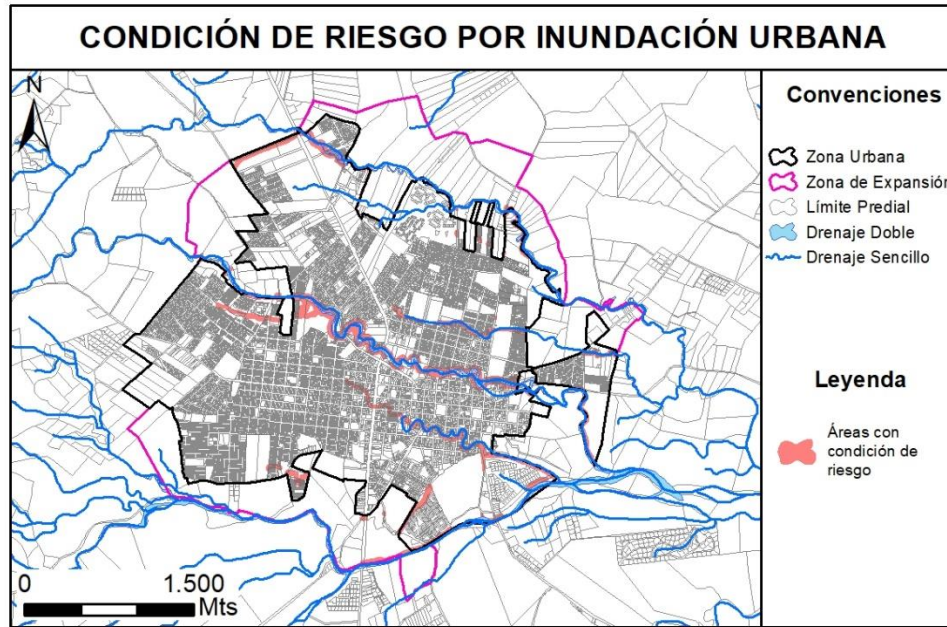 CONDICIÓN DE RIESGO POR INUNDACIÓN URBANA
N
Convenciones
Zona Urbana
Zona de Expansión
Límite Predial
Drenaje Doble
Drenaje Sencillo
Leyenda
Áreas con
condición de
riesgo
0 1.500
Mts